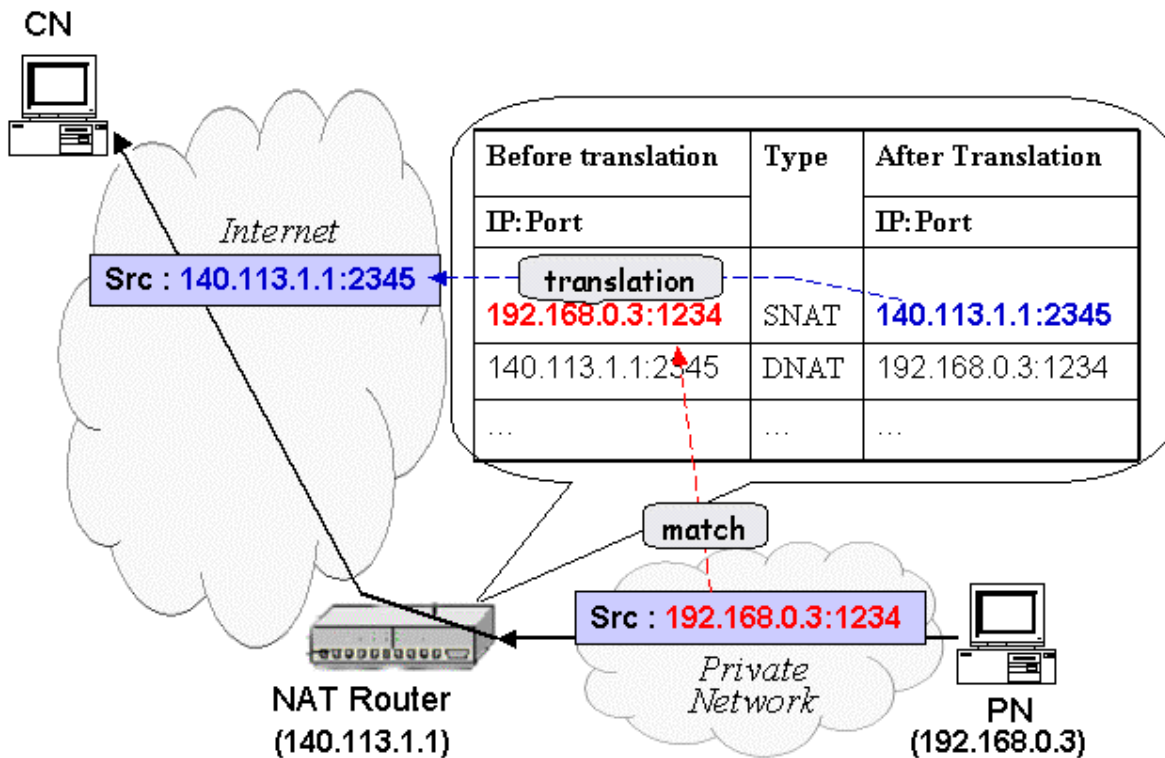 CN
Before translation Type After Translation
IP:Port IP:Port
Internet
translation
Src : 140.113.1.1:2345
192.168.0.3:1234 SNAT 140.113.1.1:2345
140.113.1.1:2345 DNAT 192.168.0.3:1234
... ... ...
match
Src : 192.168.0.3:1234
Private
Network
NAT Router
(140.113.1.1)
PN
(192.168.0.3)